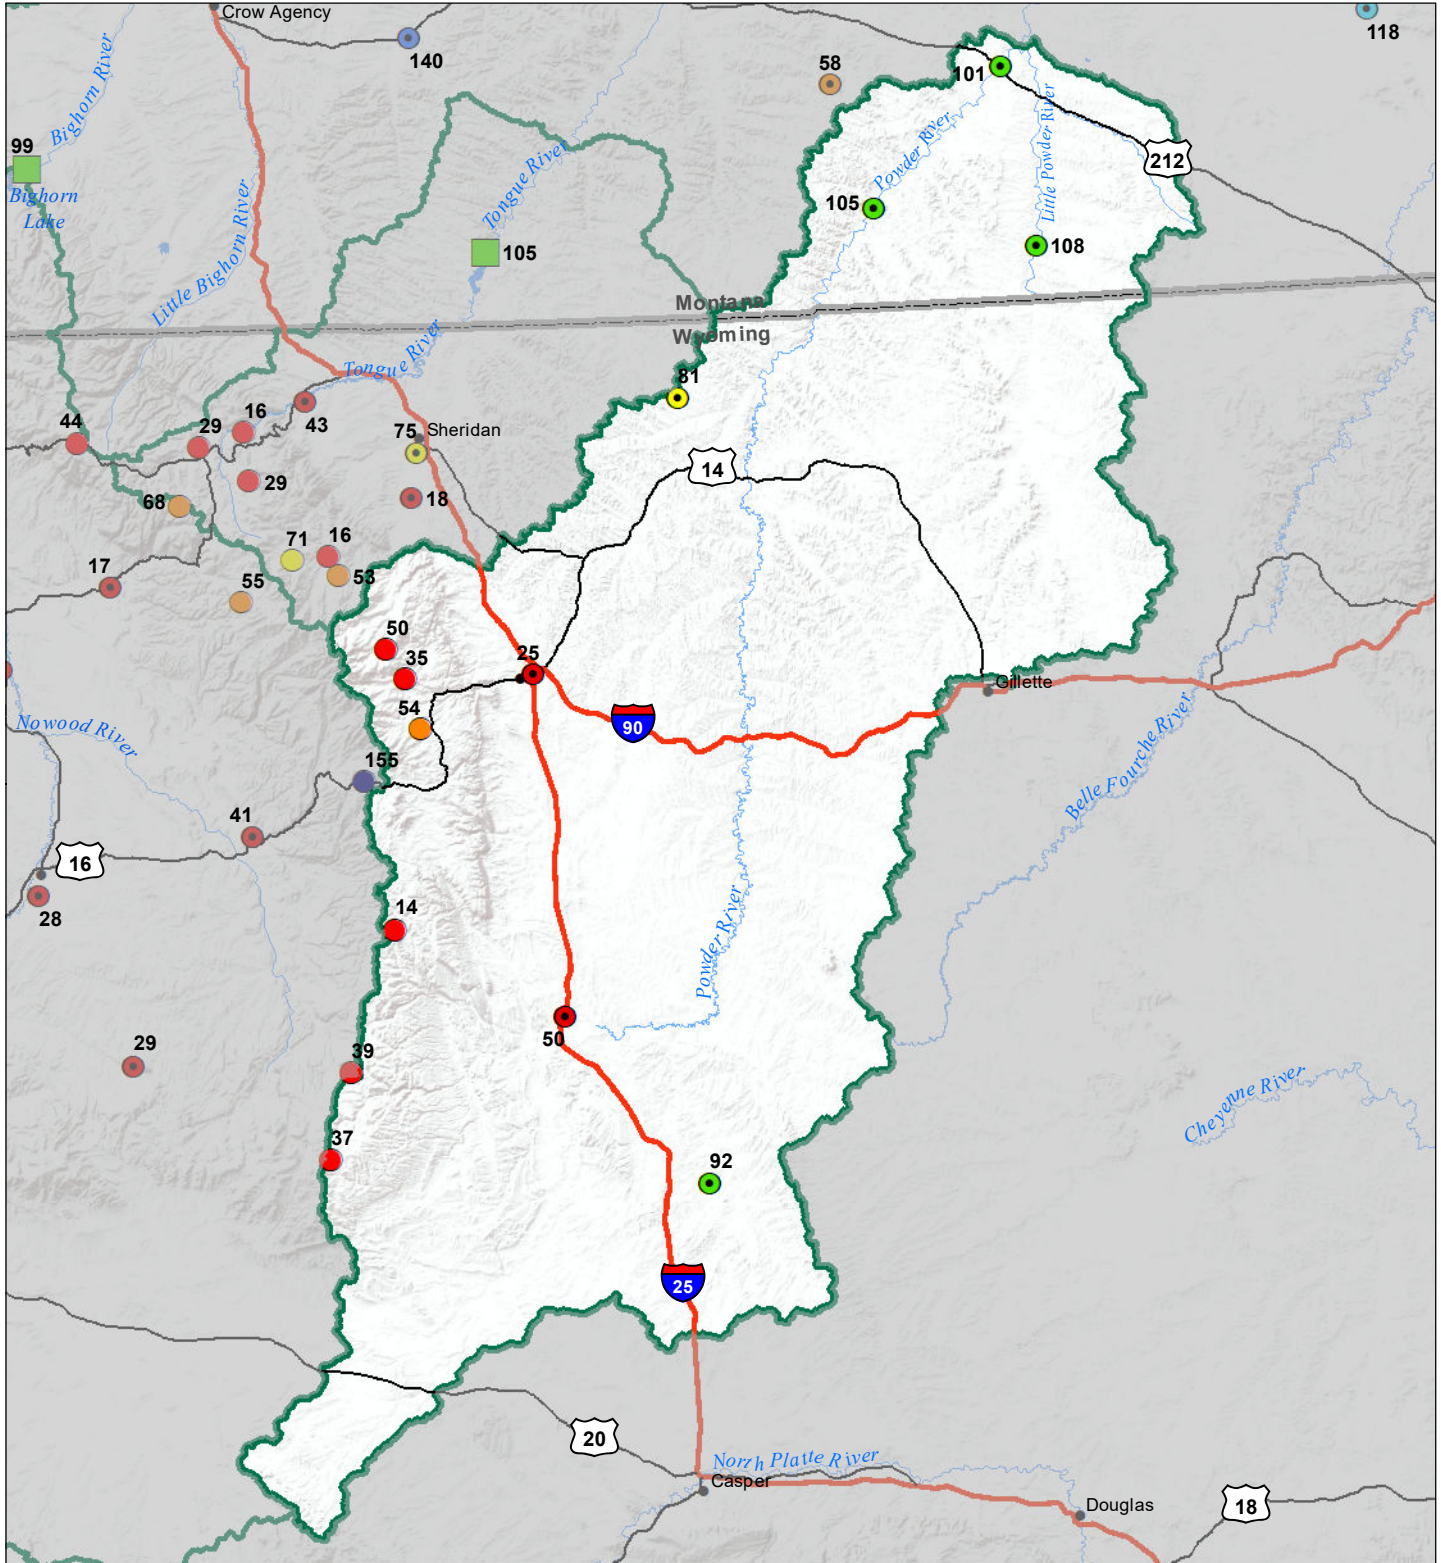 Crow Agency
140
118
58
101
Bighorn River
99
Bighorn
Lake
Tongue River
105
Little Bighorn River
Powder River
105
Little Powder River
212
108
Montana
Wyoming
Tongue River
81
44
29
16
43
75
Sheridan
14
29
18
68
71
16
53
55
17
50
35
25
54
Gillette
90
Nowood River
155
Belle Fourche River
41
16
28
14
Powder River
50
29
39
Cheyenne River
37
92
25
20
North Platte River
Casper
Douglas
18